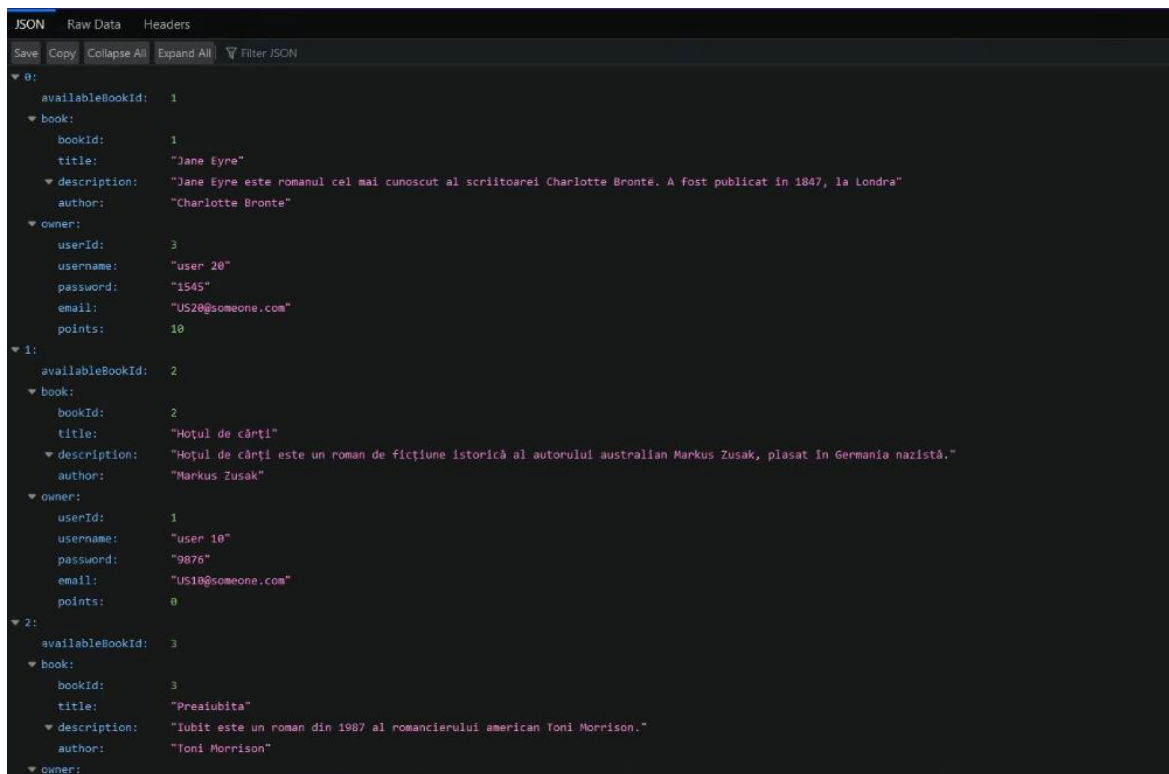 JSON Raw Data Headers
Save Copy Collapse All Expand All Filter JSON
0:
availableBookId: 1
book:
bookId: 1
title: "Jane Eyre"
description: "Jane Eyre este romanul cel mai cunoscut al scriitoarei Charlotte Brontë. A fost publicat în 1847, la Londra"
author: "Charlotte Bronte"
owner:
userId: 3
username: "user 20"
password: "1545"
email: "US20@someone.com"
points: 10
1:
availableBookId: 2
book:
bookId: 2
title: "Hoțul de cărți"
description: "Hoțul de cărți este un roman de ficțiune istorică al autorului australian Markus Zusak, plasat în Germania nazistă."
author: "Markus Zusak"
owner:
userId: 1
username: "user 10"
password: "9876"
email: "US10@someone.com"
points: 0
2:
availableBookId: 3
book:
bookId: 3
title: "Preaiubita"
description: "Iubit este un roman din 1987 al romancierului american Toni Morrison."
author: "Toni Morrison"
owner: